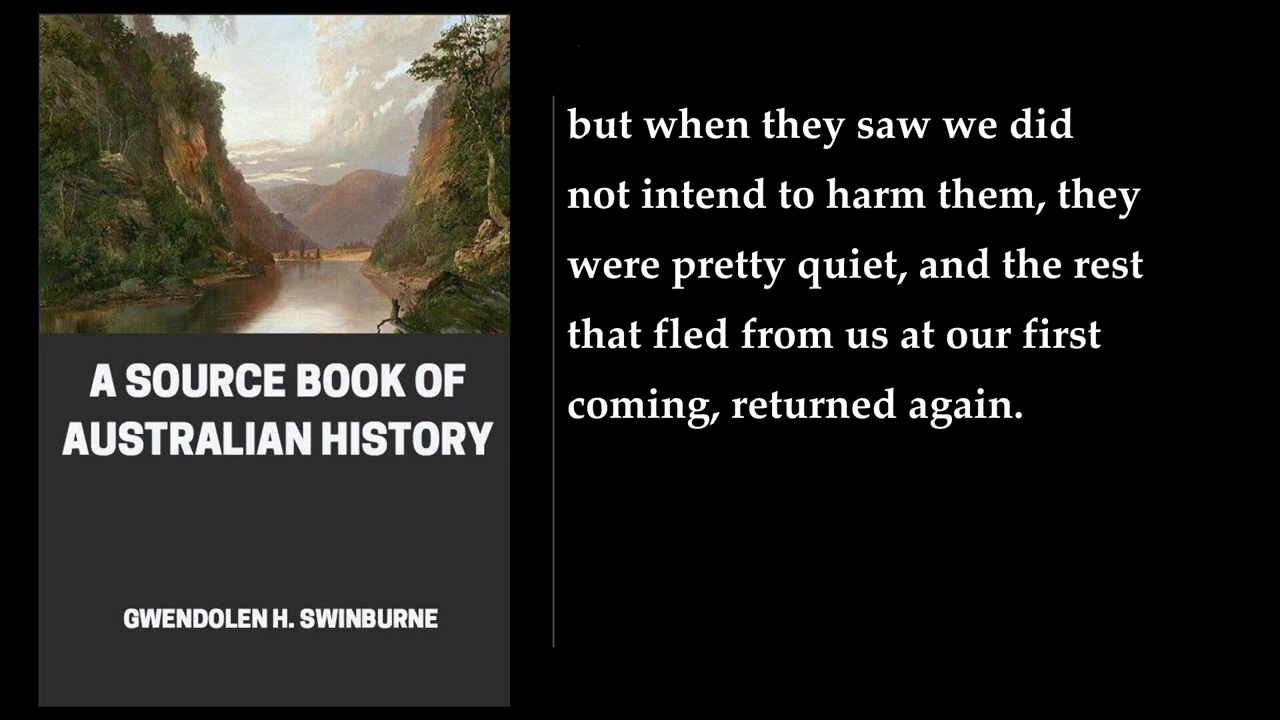 A SOURCE BOOK OF
AUSTRALIAN HISTORY
GWENDOLEN H. SWINBURNE
but when they saw we did
not intend to harm them, they
were pretty quiet, and the rest
that fled from us at our first
coming, returned again.